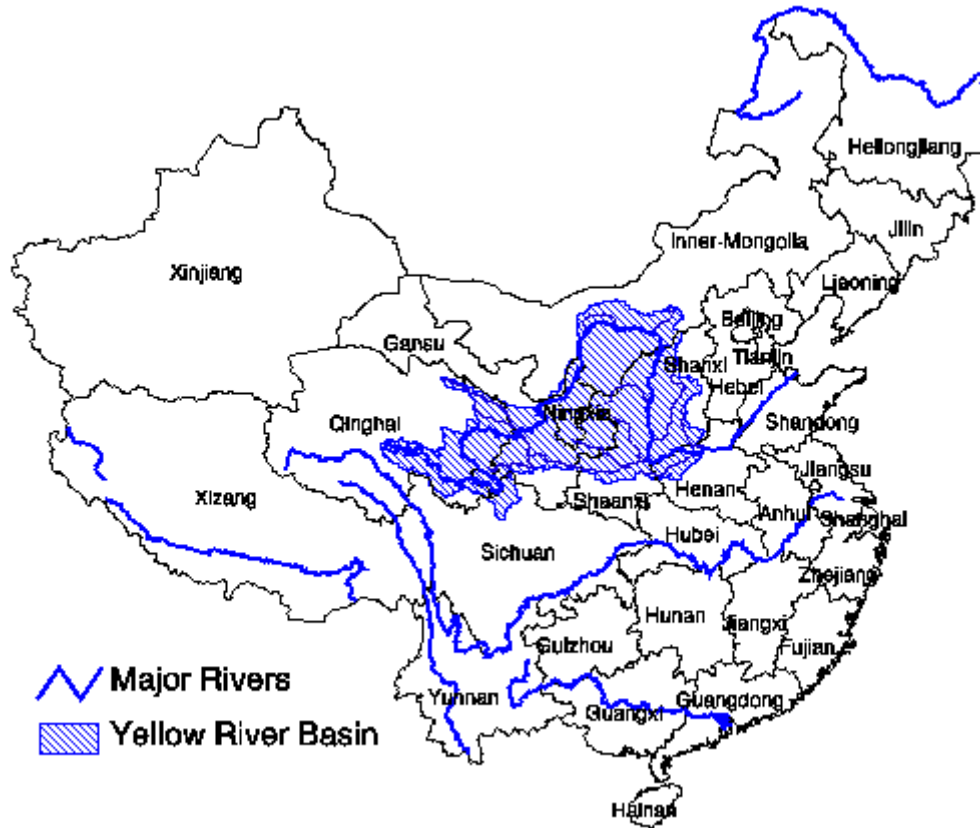 Heilongjiang
Jilin
Inner-Mongolia
Liaoning
Xinjiang
Beijing
Gansu
Shanxi
Tianjin
Hebei
Ningxia
Qinghai
Shandong
Jiangsu
Xizang
Shaanxi
Henan
Anhui
Shanghai
Hubei
Sichuan
Zhejiang
Hunan
Jiangxi
Guizhou
Fujian
Major Rivers
Yunnan
Guangdong
Guangxi
Yellow River Basin
Hainan